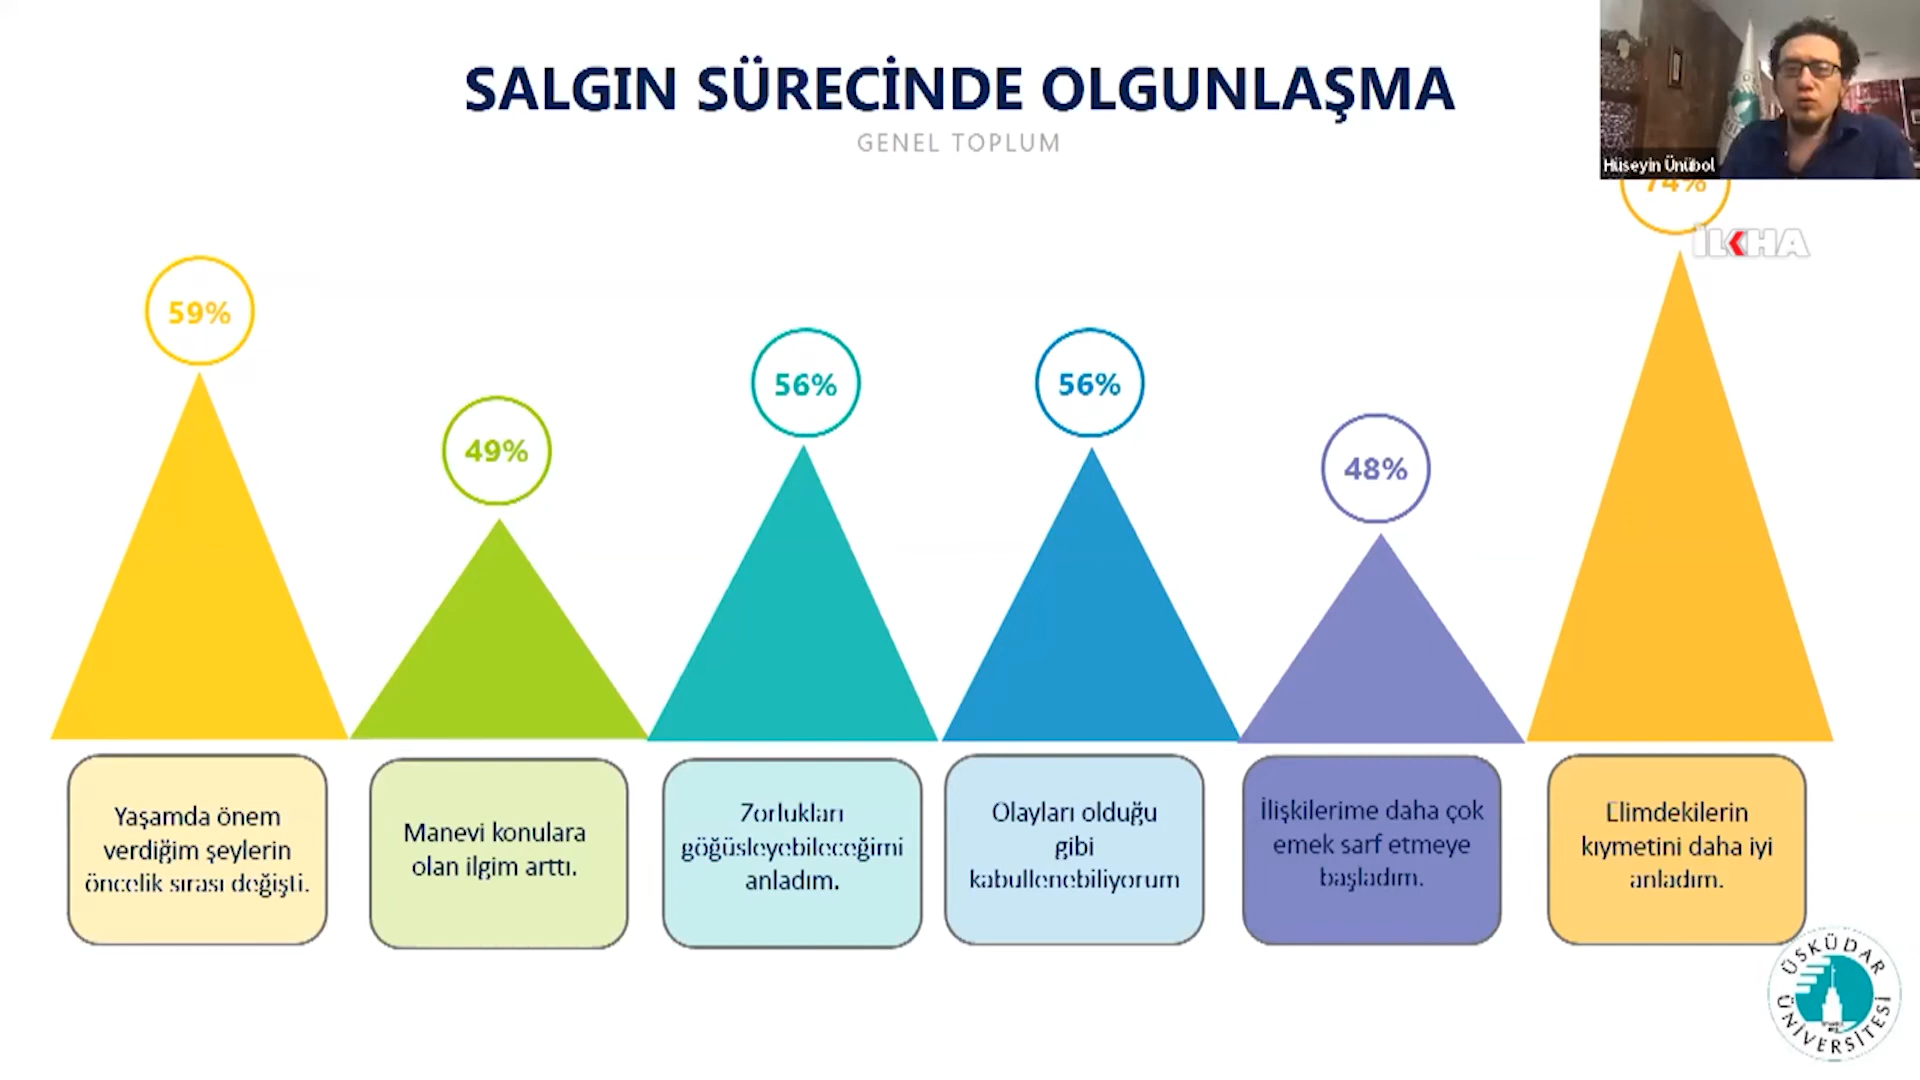 SALGIN SÜRECİNDE OLGUNLAŞMA
GENEL TOPLUM
Hüseyin Ünübol
74%
İLKHA
59%
49%
56%
56%
48%
Yaşamda önem
verdiğim şeylerin
öncelik sırası değişti.
Manevi konulara
olan ilgim arttı.
Zorlukları
göğüsleyebileceğimi
anladım.
Olayları olduğu
gibi
kabullenebiliyorum
İlişkilerime daha çok
emek sarf etmeye
başladım.
Elimdekilerin
kıymetini daha iyi
anladım.
ÜSKÜDAR
ÜNİVERSİTESİ